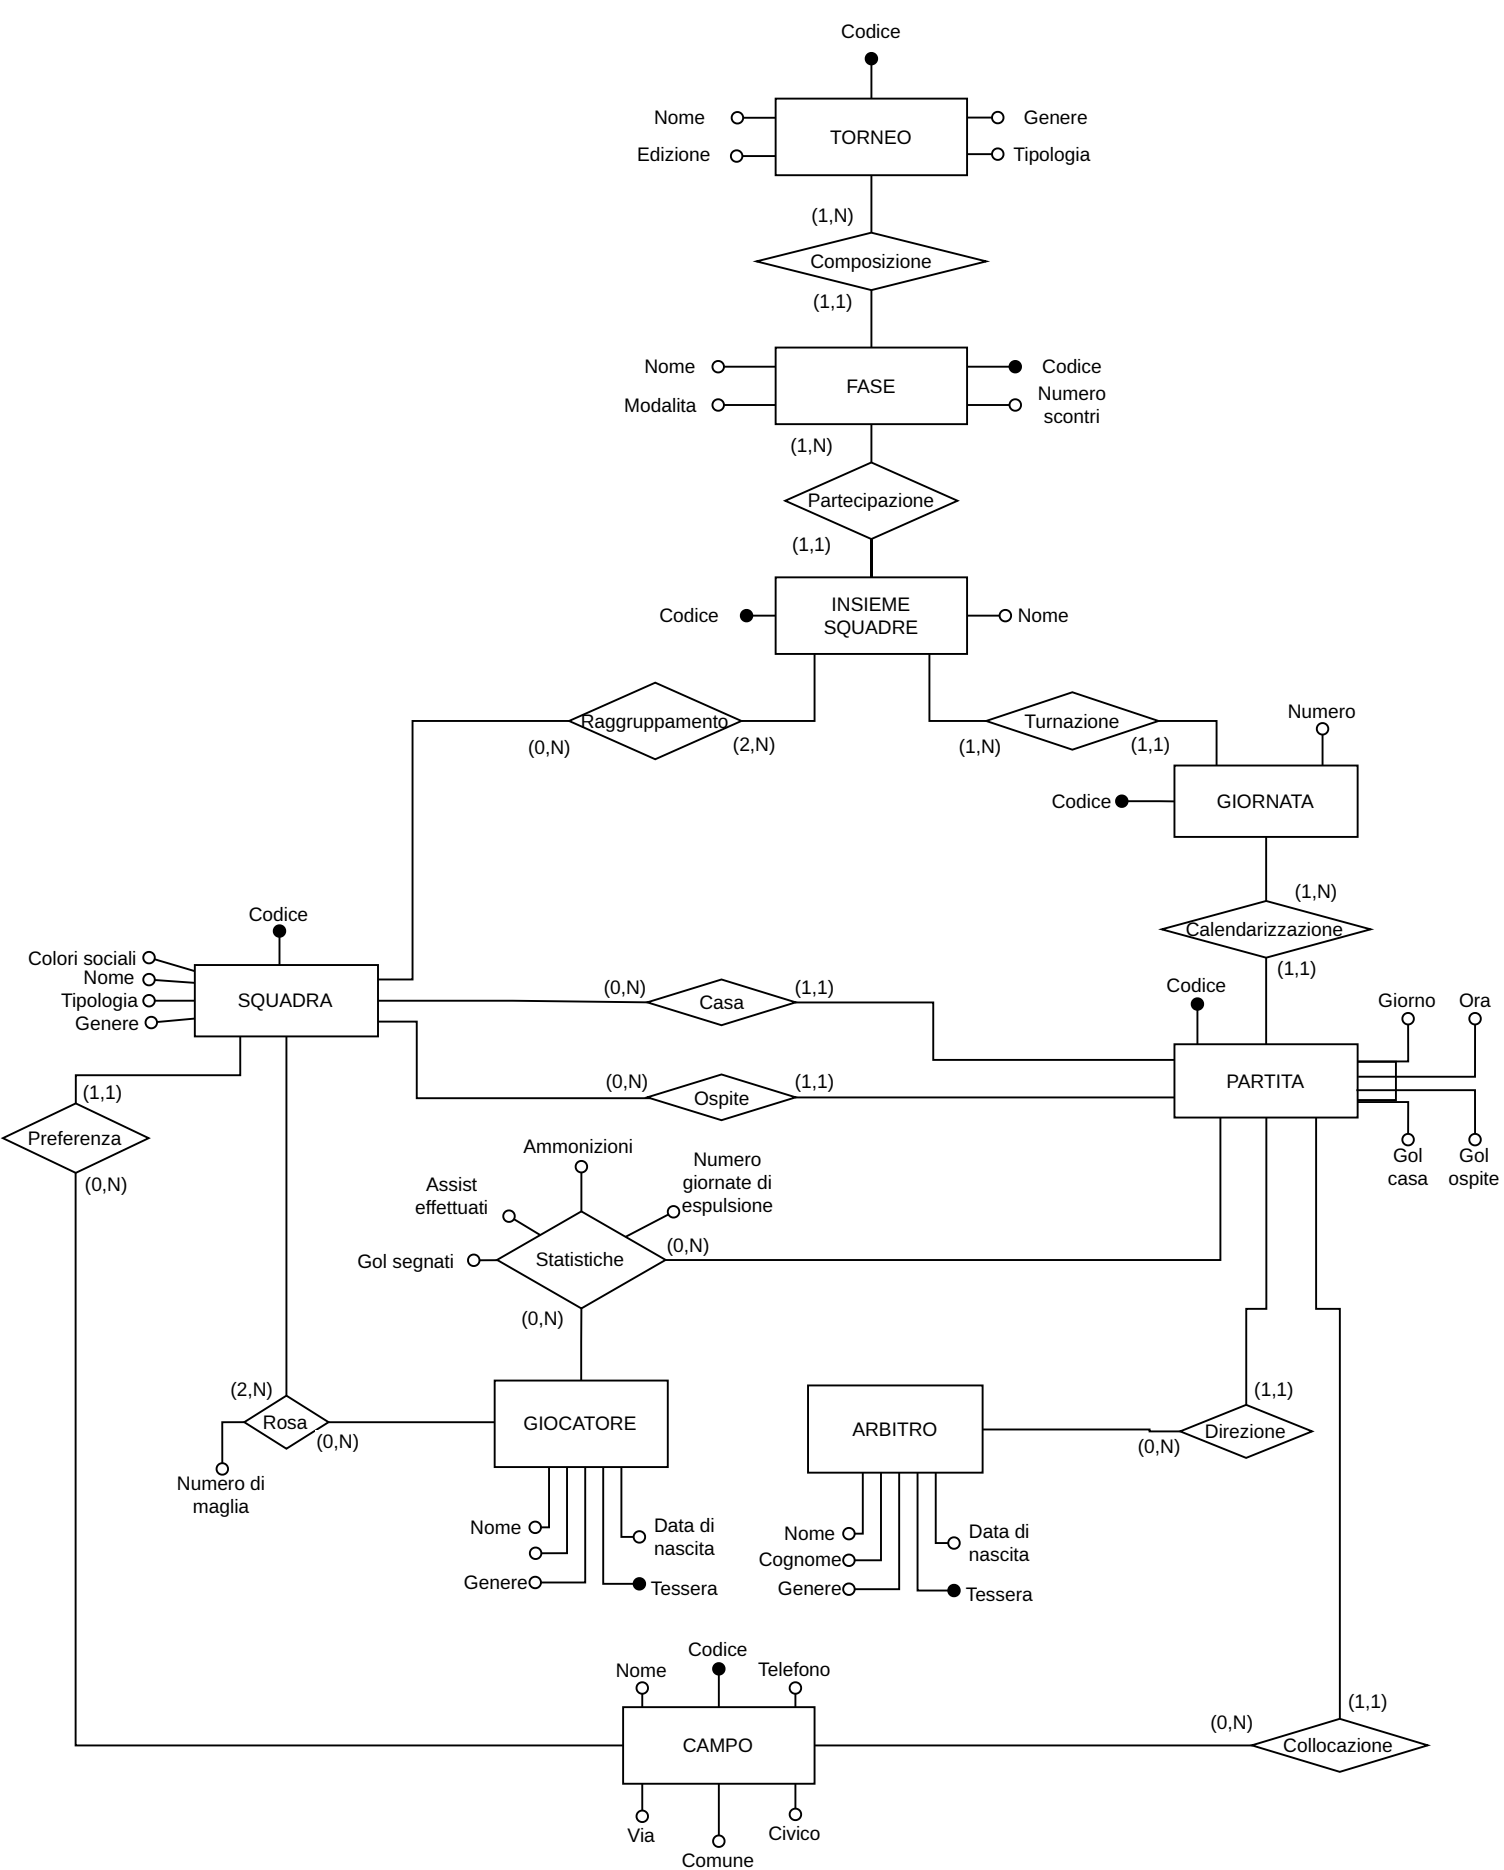 Codice
Nome
Genere
TORNEO
Edizione
Tipologia
(1,N)
Composizione
(1,1)
Nome
Codice
FASE
Modalita
Numero
scontri
(1,N)
Partecipazione
(1,1)
INSIEME
SQUADRE
Codice
Nome
Raggruppamento
Turnazione
(0,N)
(2,N)
(1,N)
(1,1)
Numero
Codice
GIORNATA
(1,N)
Calendarizzazione
(1,1)
Codice
Colori sociali
Nome
Tipologia
Genere
SQUADRA
(0,N)
Casa
(1,1)
Codice
Giorno
Ora
PARTITA
(0,N)
Ospite
(1,1)
(1,1)
Preferenza
(0,N)
Gol
casa
Gol
ospite
Ammonizioni
Assist
effettuati
Numero
giornate di
espulsione
Gol segnati
Statistiche
(0,N)
(0,N)
(2,N)
Rosa
(0,N)
Numero di
maglia
GIOCATORE
ARBITRO
(1,1)
Direzione
(0,N)
Nome
Genere
Data di
nascita
Tessera
Nome
Cognome
Genere
Data di
nascita
Tessera
Codice
Nome
Telefono
CAMPO
(0,N)
(1,1)
Collocazione
Via
Comune
Civico